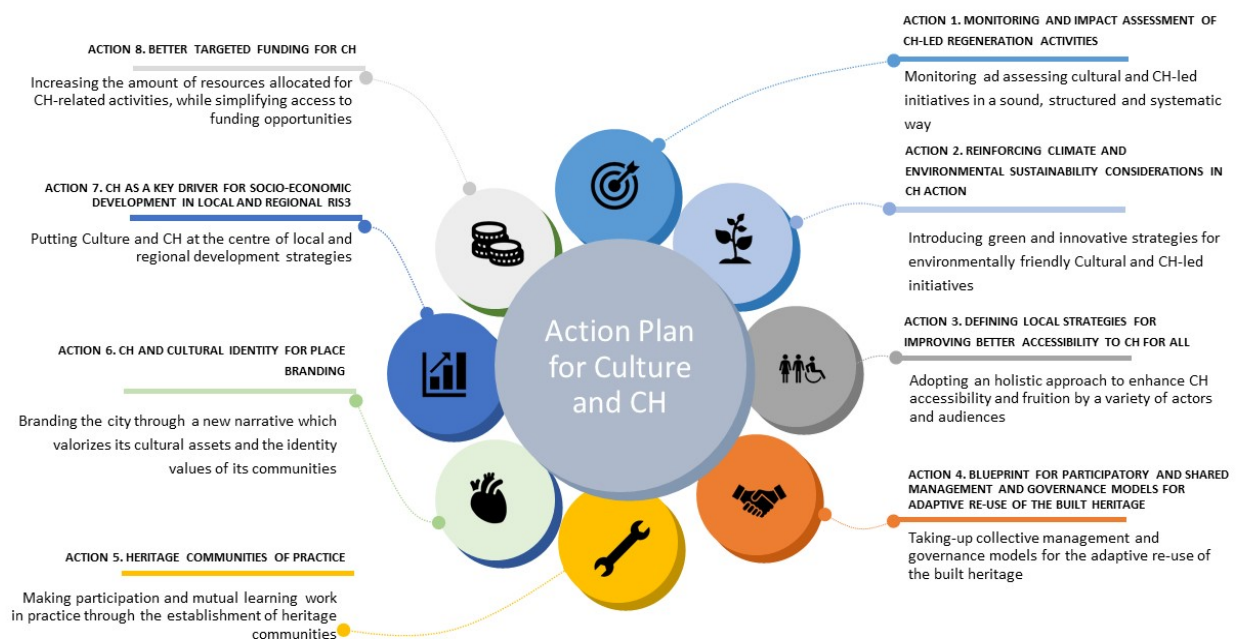 ACTION 1. MONITORING AND IMPACT ASSESSMENT OF
CH-LED REGENERATION ACTIVITIES
Monitoring ad assessing cultural and CH-led
initiatives in a sound, structured and systematic
way
ACTION 2. REINFORCING CLIMATE AND
ENVIRONMENTAL SUSTAINABILITY CONSIDERATIONS IN
CH ACTION
Introducing green and innovative strategies for
environmentally friendly Cultural and CH-led
initiatives
ACTION 3. DEFINING LOCAL STRATEGIES FOR
IMPROVING BETTER ACCESSIBILITY TO CH FOR ALL
Adopting an holistic approach to enhance CH
accessibility and fruition by a variety of actors
and audiences
ACTION 4. BLUEPRINT FOR PARTICIPATORY AND SHARED
MANAGEMENT AND GOVERNANCE MODELS FOR
ADAPTIVE RE-USE OF THE BUILT HERITAGE
Taking-up collective management and
governance models for the adaptive re-use of
the built heritage
ACTION 5. HERITAGE COMMUNITIES OF PRACTICE
Making participation and mutual learning work
in practice through the establishment of heritage
communities
ACTION 6. CH AND CULTURAL IDENTITY FOR PLACE
BRANDING
Branding the city through a new narrative which
valorizes its cultural assets and the identity
values of its communities
ACTION 7. CH AS A KEY DRIVER FOR SOCIO-ECONOMIC
DEVELOPMENT IN LOCAL AND REGIONAL RIS3
Putting Culture and CH at the centre of local and
regional development strategies
ACTION 8. BETTER TARGETED FUNDING FOR CH
Increasing the amount of resources allocated for
CH-related activities, while simplifying access to
funding opportunities
Action Plan
for Culture
and CH